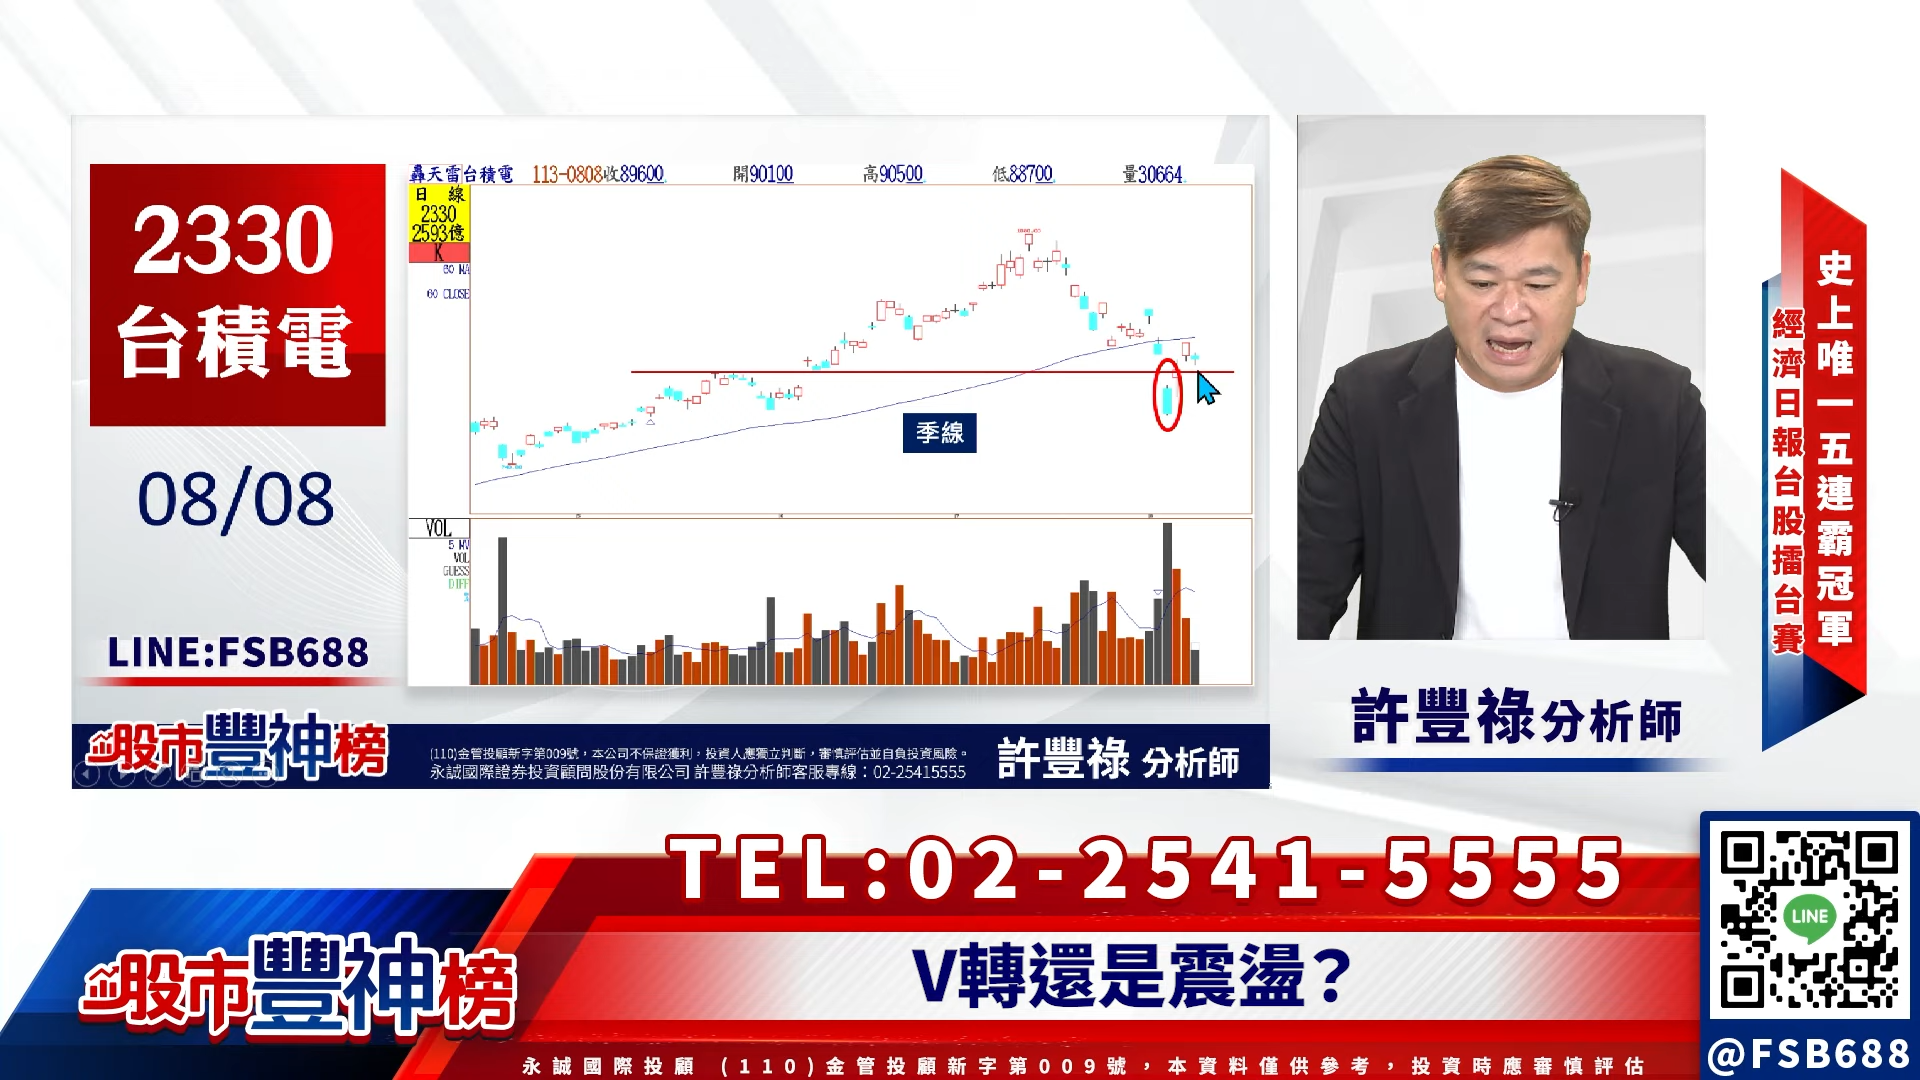 2330
台積電
08/08
LINE:FSB688
轟天雷台積電 113-0808收89600 開90100 高90500 低88700 量30664
日 線
2330
2593億
K
60 MA
60 CLOSE
季線
VOL
5 MV
VOL
GUESS
DIFF
股市豐神榜
(110)金管投顧新字第009號，本公司不保證獲利，投資人應獨立判斷，審慎評估並自負投資風險。
永誠國際證券投資顧問股份有限公司 許豐祿分析師客服專線：02-25415555
許豐祿 分析師
史上唯一五連霸冠軍
經濟日報台股擂台賽
許豐祿分析師
TEL:02-2541-5555
股市豐神榜
V轉還是震盪？
永誠國際投顧 (110)金管投顧新字第009號，本資料僅供參考，投資時應審慎評估
LINE
@FSB688